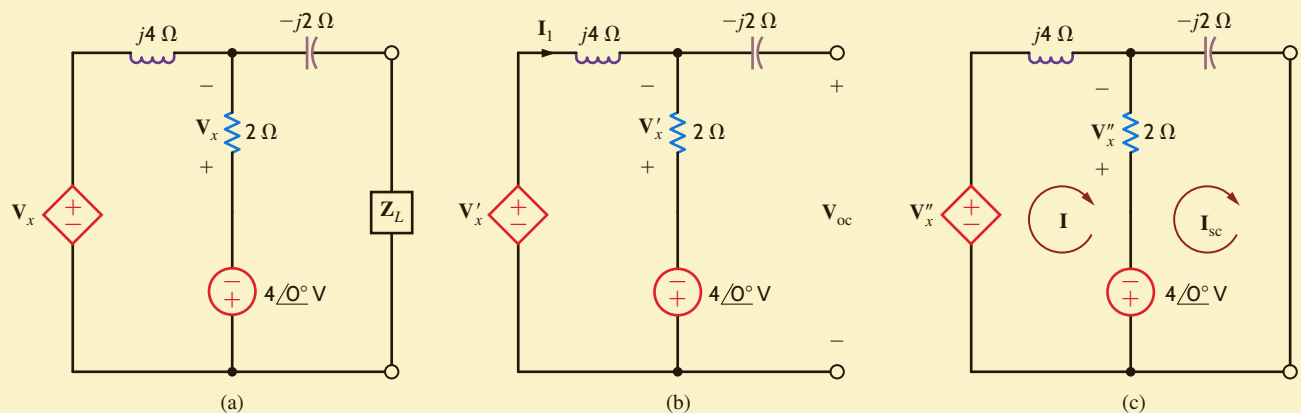 j4 Ω
−j2 Ω
−
V_x
2 Ω
+
V_x
+
−
Z_L
−
+
4/0° V
(a)
I_1
j4 Ω
−j2 Ω
+
−
V′_x
2 Ω
+
V′_x
+
−
V_oc
−
+
4/0° V
−
(b)
j4 Ω
−j2 Ω
−
V″_x
2 Ω
+
V″_x
+
−
I
I_sc
−
+
4/0° V
(c)